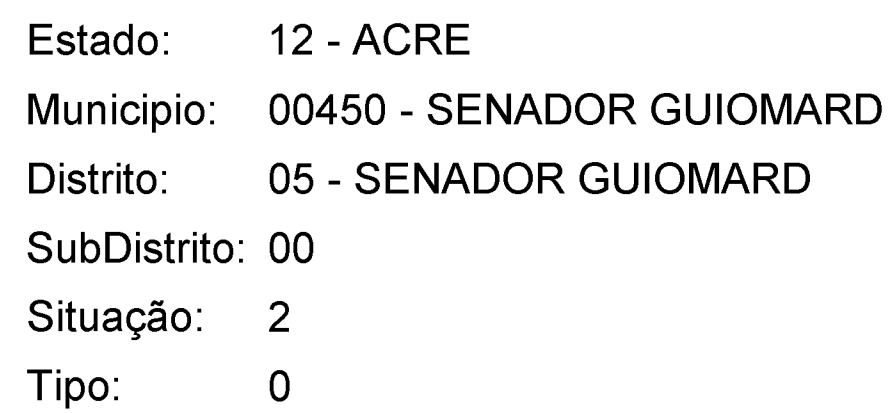 Estado: 12 - ACRE
Municipio: 00450 - SENADOR GUIOMARD
Distrito: 05 - SENADOR GUIOMARD
SubDistrito: 00
Situação: 2
Tipo: 0